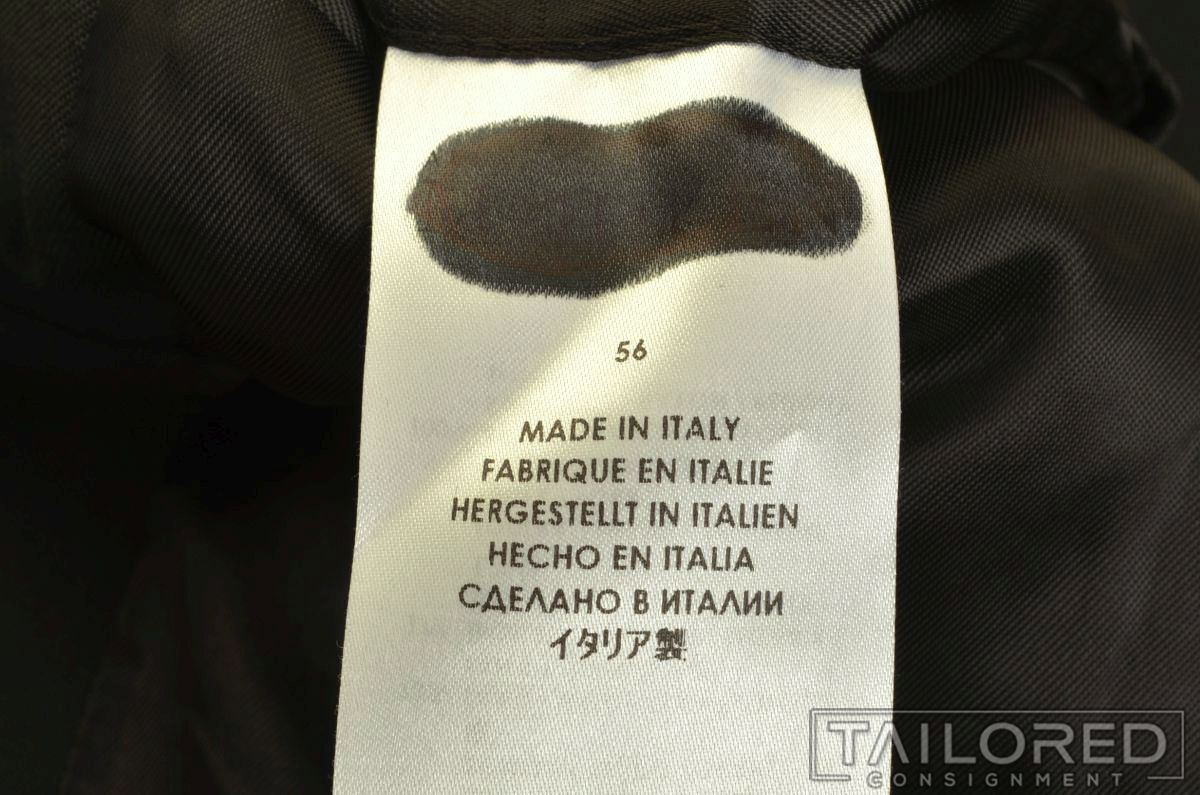 56
MADE IN ITALY
FABRIQUE EN ITALIE
HERGESTELLT IN ITALIEN
HECHO EN ITALIA
СДЕЛАНО В ИТАЛИИ
イタリア製
TAILORED
CONSIGNMENT